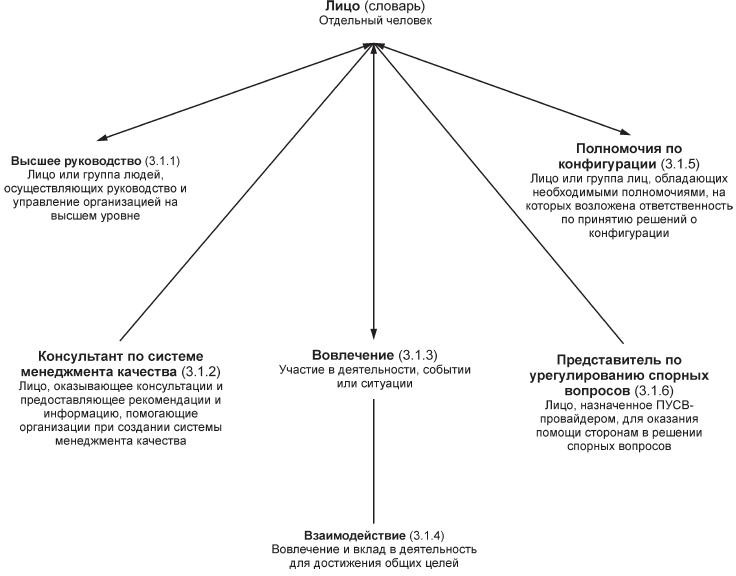 Лицо (словарь)
Отдельный человек
Высшее руководство (3.1.1)
Лицо или группа людей,
осуществляющих руководство и
управление организацией на
высшем уровне
Полномочия по
конфигурации (3.1.5)
Лицо или группа лиц, обладающих
необходимыми полномочиями, на
которых возложена ответственность
по принятию решений о
конфигурации
Консультант по системе
менеджмента качества (3.1.2)
Лицо, оказывающее консультации и
предоставляющее рекомендации и
информацию, помогающие
организации при создании системы
менеджмента качества
Вовлечение (3.1.3)
Участие в деятельности, событии
или ситуации
Представитель по
урегулированию спорных
вопросов (3.1.6)
Лицо, назначенное ПУСВ-
провайдером, для оказания
помощи сторонам в решении
спорных вопросов
Взаимодействие (3.1.4)
Вовлечение и вклад в деятельность
для достижения общих целей